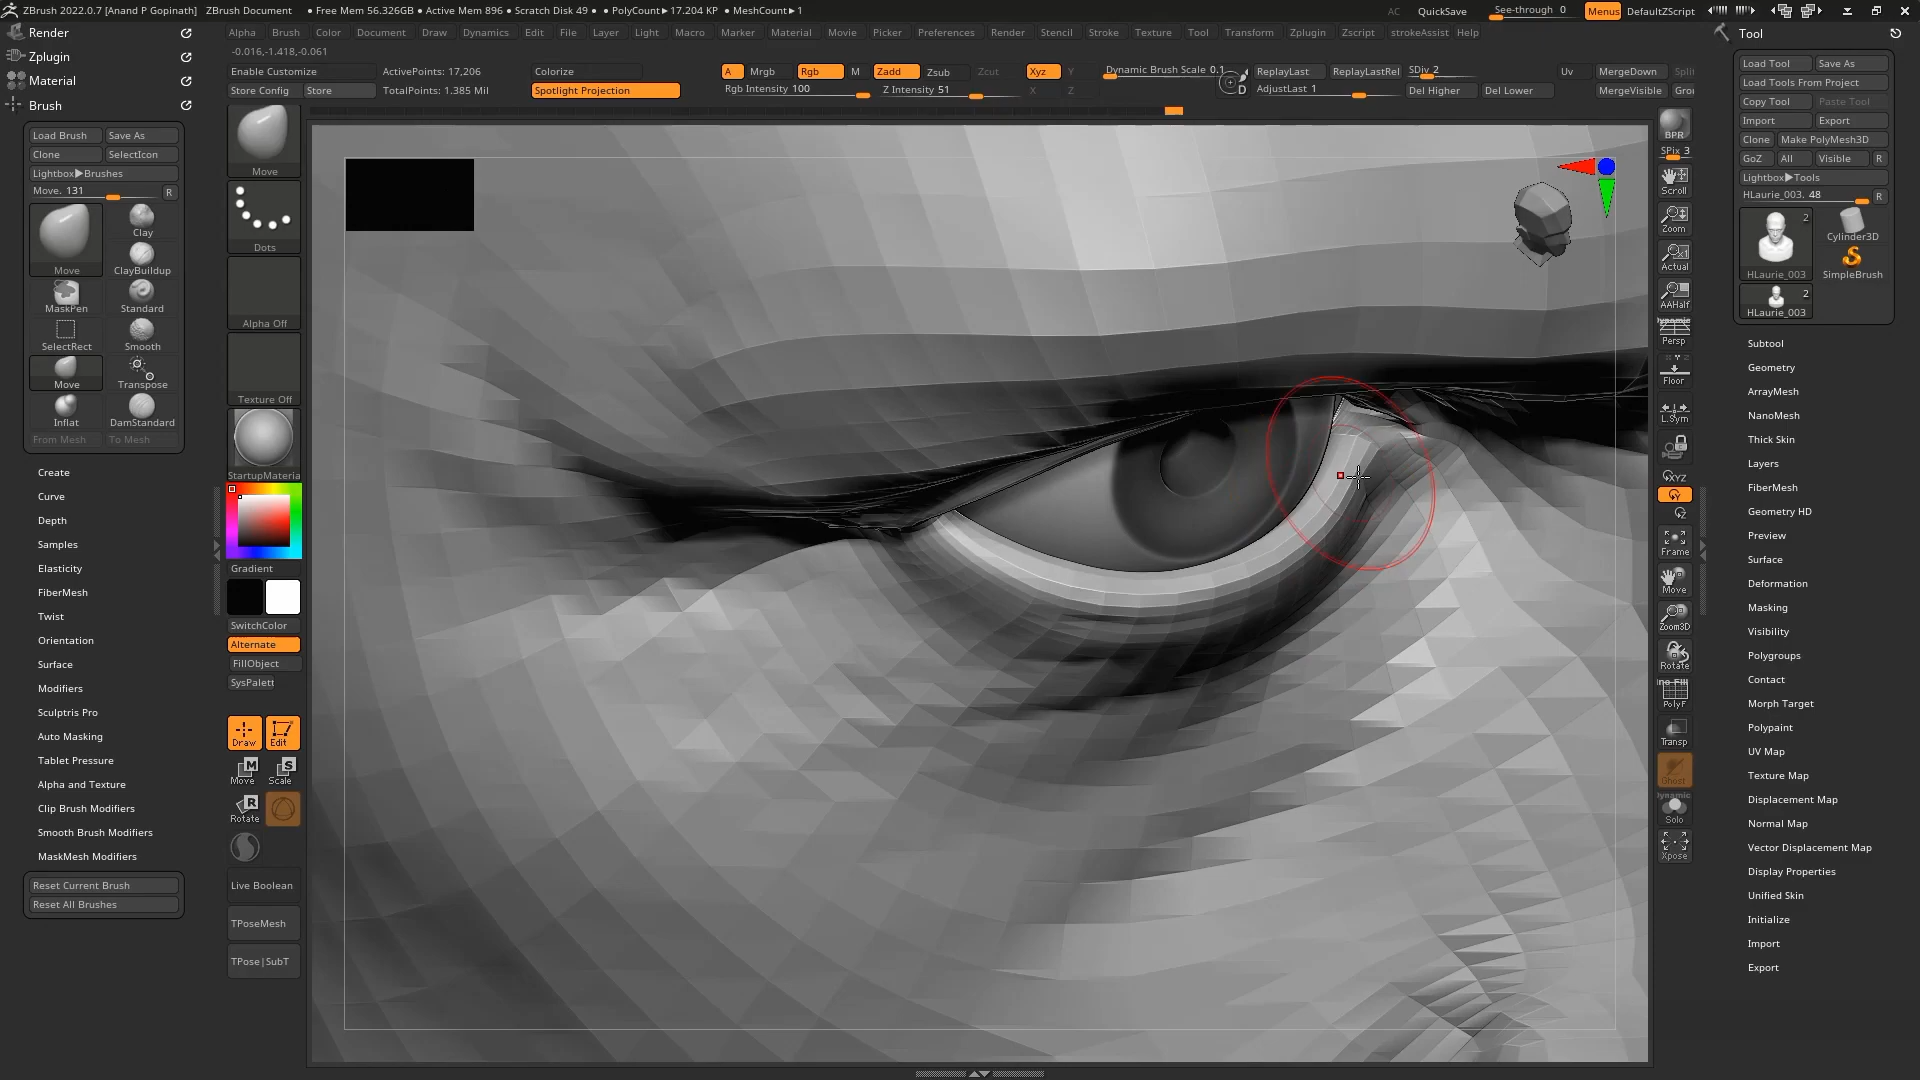 ZBrush 2022.0.7 [Anand P Gopinath] ZBrush Document • Free Mem 56.326GB • Active Mem 896 • Scratch Disk 49 • PolyCount▸17.204 KP • MeshCount▸1 AC QuickSave See-through 0 Menus DefaultZScript
Alpha Brush Color Document Draw Dynamics Edit File Layer Light Macro Marker Material Movie Picker Preferences Render Stencil Stroke Texture Tool Transform Zplugin Zscript strokeAssist Help
-0.016,-1.418,-0.061
Enable Customize ActivePoints: 17,206 Colorize A Mrgb Rgb M Zadd Zsub Zcut Xyz Y Dynamic Brush Scale 0.1 D ReplayLast ReplayLastRel SDiv 2 Uv MergeDown Split
Store Config Store TotalPoints: 1.385 Mil Spotlight Projection Rgb Intensity 100 Z Intensity 51 X Z AdjustLast 1 Del Higher Del Lower MergeVisible Grou
Render
Zplugin
Material
Brush
Load Brush Save As
Clone SelectIcon
Lightbox▶Brushes
Move. 131 R
Move Clay
ClayBuildup
MaskPen Standard
SelectRect Smooth
Move Transpose
Inflat DamStandard
From Mesh To Mesh
Create
Curve
Depth
Samples
Elasticity
FiberMesh
Twist
Orientation
Surface
Modifiers
Sculptris Pro
Auto Masking
Tablet Pressure
Alpha and Texture
Clip Brush Modifiers
Smooth Brush Modifiers
MaskMesh Modifiers
Reset Current Brush
Reset All Brushes
Move
Dots
Alpha Off
Texture Off
StartupMateria
Gradient
SwitchColor
Alternate
FillObject
SysPalett
Draw Edit
Move M Scale S
Rotate R
Live Boolean
TPoseMesh
TPose|SubT
BPR
SPix 3
Scroll
Zoom
Actual
AAHalf
Dynamic
Persp
Floor
L.Sym
XYZ
Y
Z
Frame
Move
Zoom3D
Rotate
PolyF
Transp
Ghost
Dynamic
Solo
Xpose
Tool
Load Tool Save As
Load Tools From Project
Copy Tool Paste Tool
Import Export
Clone Make PolyMesh3D
GoZ All Visible R
Lightbox▶Tools
HLaurie_003. 48 R
2
HLaurie_003 Cylinder3D
SimpleBrush
2
HLaurie_003
Subtool
Geometry
ArrayMesh
NanoMesh
Thick Skin
Layers
FiberMesh
Geometry HD
Preview
Surface
Deformation
Masking
Visibility
Polygroups
Contact
Morph Target
Polypaint
UV Map
Texture Map
Displacement Map
Normal Map
Vector Displacement Map
Display Properties
Unified Skin
Initialize
Import
Export